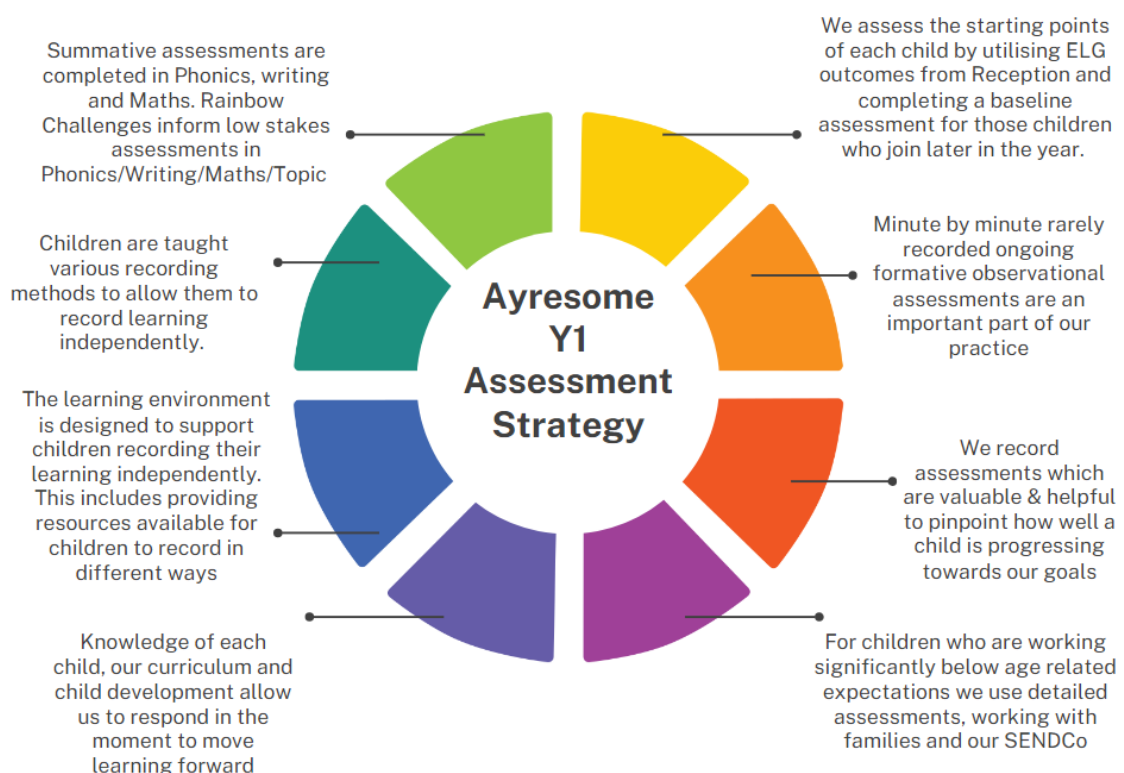 Ayresome
Y1
Assessment
Strategy
We assess the starting points
of each child by utilising ELG
outcomes from Reception and
completing a baseline
assessment for those children
who join later in the year.
Minute by minute rarely
recorded ongoing
formative observational
assessments are an
important part of our
practice
We record
assessments which
are valuable & helpful
to pinpoint how well a
child is progressing
towards our goals
For children who are working
significantly below age related
expectations we use detailed
assessments, working with
families and our SENDCo
Knowledge of each
child, our curriculum and
child development allow
us to respond in the
moment to move
learning forward
The learning environment
is designed to support
children recording their
learning independently.
This includes providing
resources available for
children to record in
different ways
Children are taught
various recording
methods to allow them to
record learning
independently.
Summative assessments are
completed in Phonics, writing
and Maths. Rainbow
Challenges inform low stakes
assessments in
Phonics/Writing/Maths/Topic